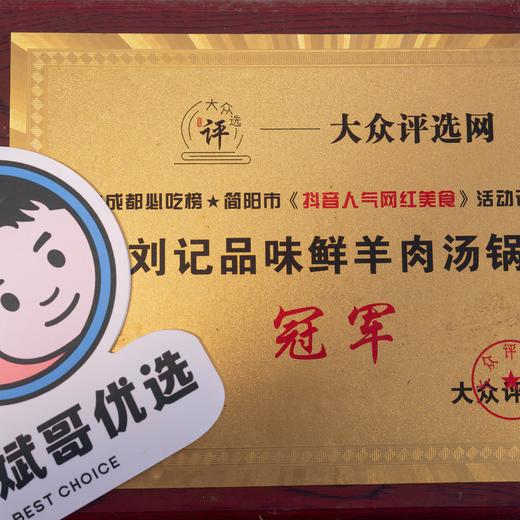 大众评选
大众评选网
成都必吃榜★简阳市《抖音人气网红美食》活动
刘记品味鲜羊肉汤锅
冠军
大众评
大众评
斌哥优选
BEST CHOICE